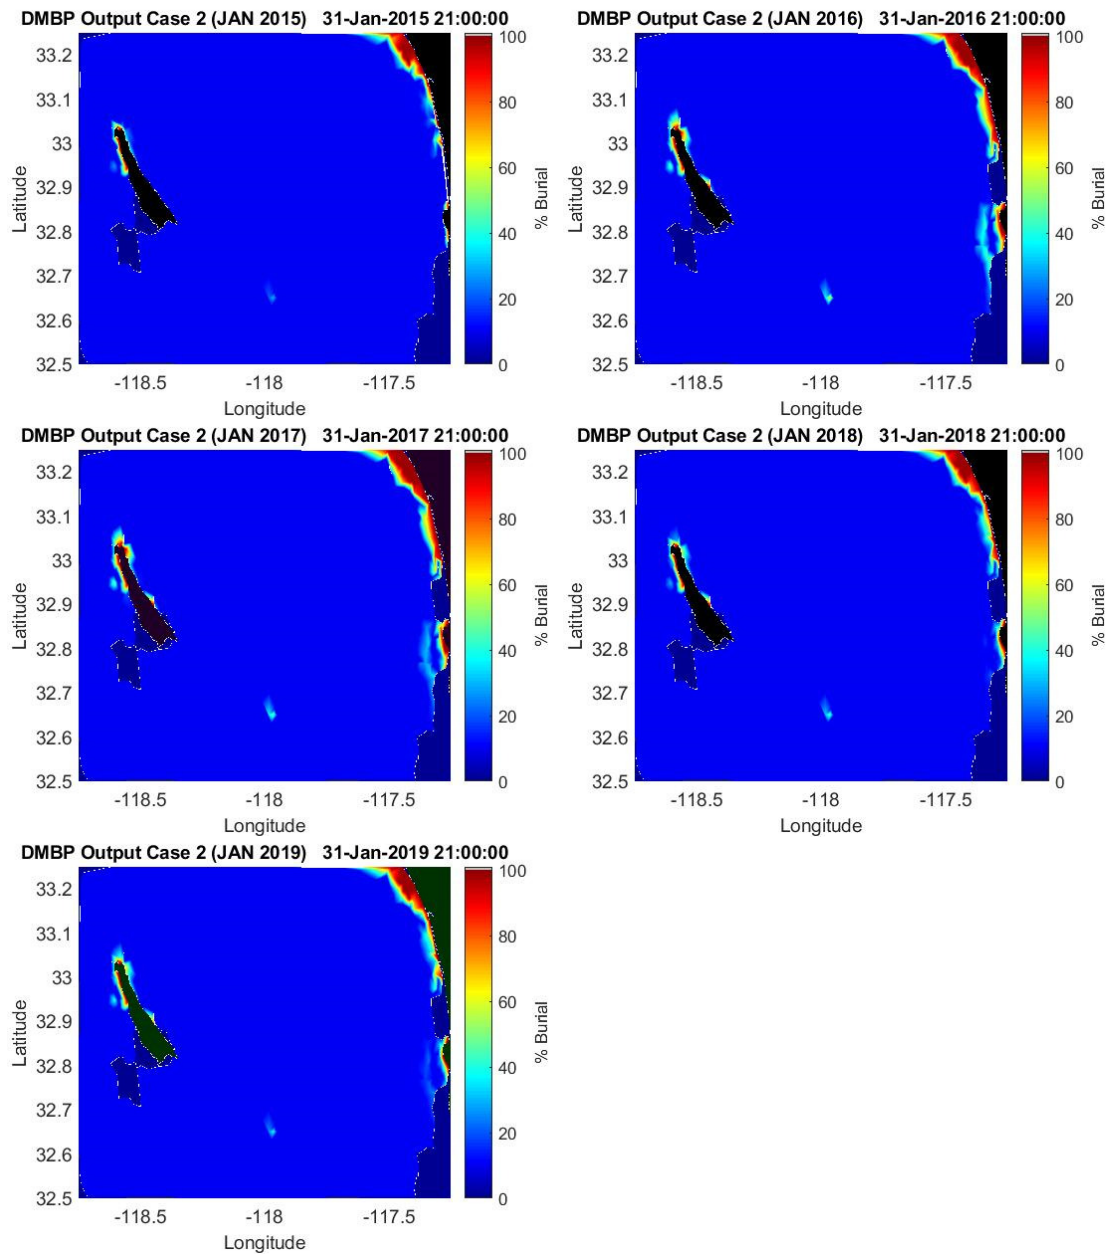 DMBP Output Case 2 (JAN 2015) 31-Jan-2015 21:00:00
33.2
33.1
33
32.9
32.8
32.7
32.6
32.5
Latitude
-118.5 -118 -117.5
Longitude
100
80
60
40
20
0
% Burial
DMBP Output Case 2 (JAN 2016) 31-Jan-2016 21:00:00
33.2
33.1
33
32.9
32.8
32.7
32.6
32.5
Latitude
-118.5 -118 -117.5
Longitude
100
80
60
40
20
0
% Burial
DMBP Output Case 2 (JAN 2017) 31-Jan-2017 21:00:00
33.2
33.1
33
32.9
32.8
32.7
32.6
32.5
Latitude
-118.5 -118 -117.5
Longitude
100
80
60
40
20
0
% Burial
DMBP Output Case 2 (JAN 2018) 31-Jan-2018 21:00:00
33.2
33.1
33
32.9
32.8
32.7
32.6
32.5
Latitude
-118.5 -118 -117.5
Longitude
100
80
60
40
20
0
% Burial
DMBP Output Case 2 (JAN 2019) 31-Jan-2019 21:00:00
33.2
33.1
33
32.9
32.8
32.7
32.6
32.5
Latitude
-118.5 -118 -117.5
Longitude
100
80
60
40
20
0
% Burial